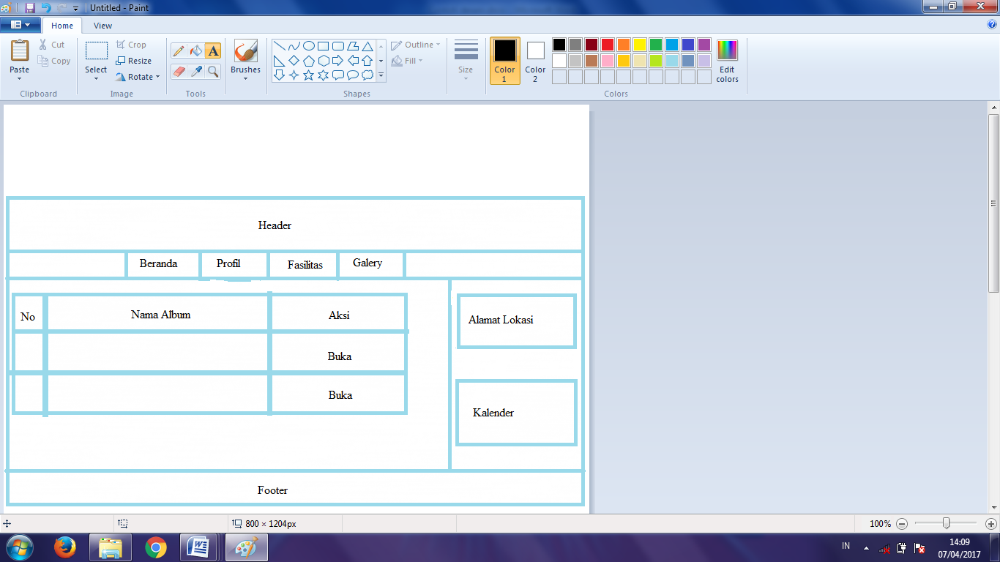 Untitled - Paint
Home View
Paste
Cut
Copy
Clipboard
Select
Crop
Resize
Rotate
Image
A
Tools
Brushes
Shapes
Outline
Fill
Size
Color 1
Color 2
Edit colors
Colors
Header
Beranda Profil Fasilitas Galery
No Nama Album Aksi
Buka
Buka
Alamat Lokasi
Kalender
Footer
800 × 1204px
100%
IN
14:09
07/04/2017